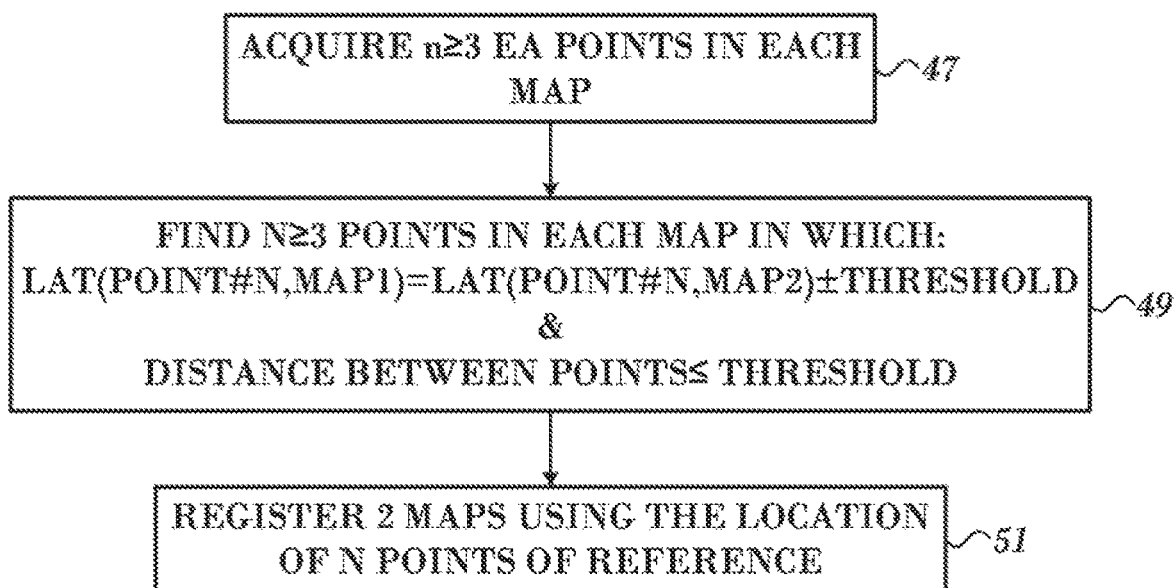 ACQUIRE n≥3 EA POINTS IN EACH
MAP
47
FIND N≥3 POINTS IN EACH MAP IN WHICH:
LAT(POINT#N,MAP1)=LAT(POINT#N,MAP2)±THRESHOLD
&
DISTANCE BETWEEN POINTS≤ THRESHOLD
49
REGISTER 2 MAPS USING THE LOCATION
OF N POINTS OF REFERENCE
51